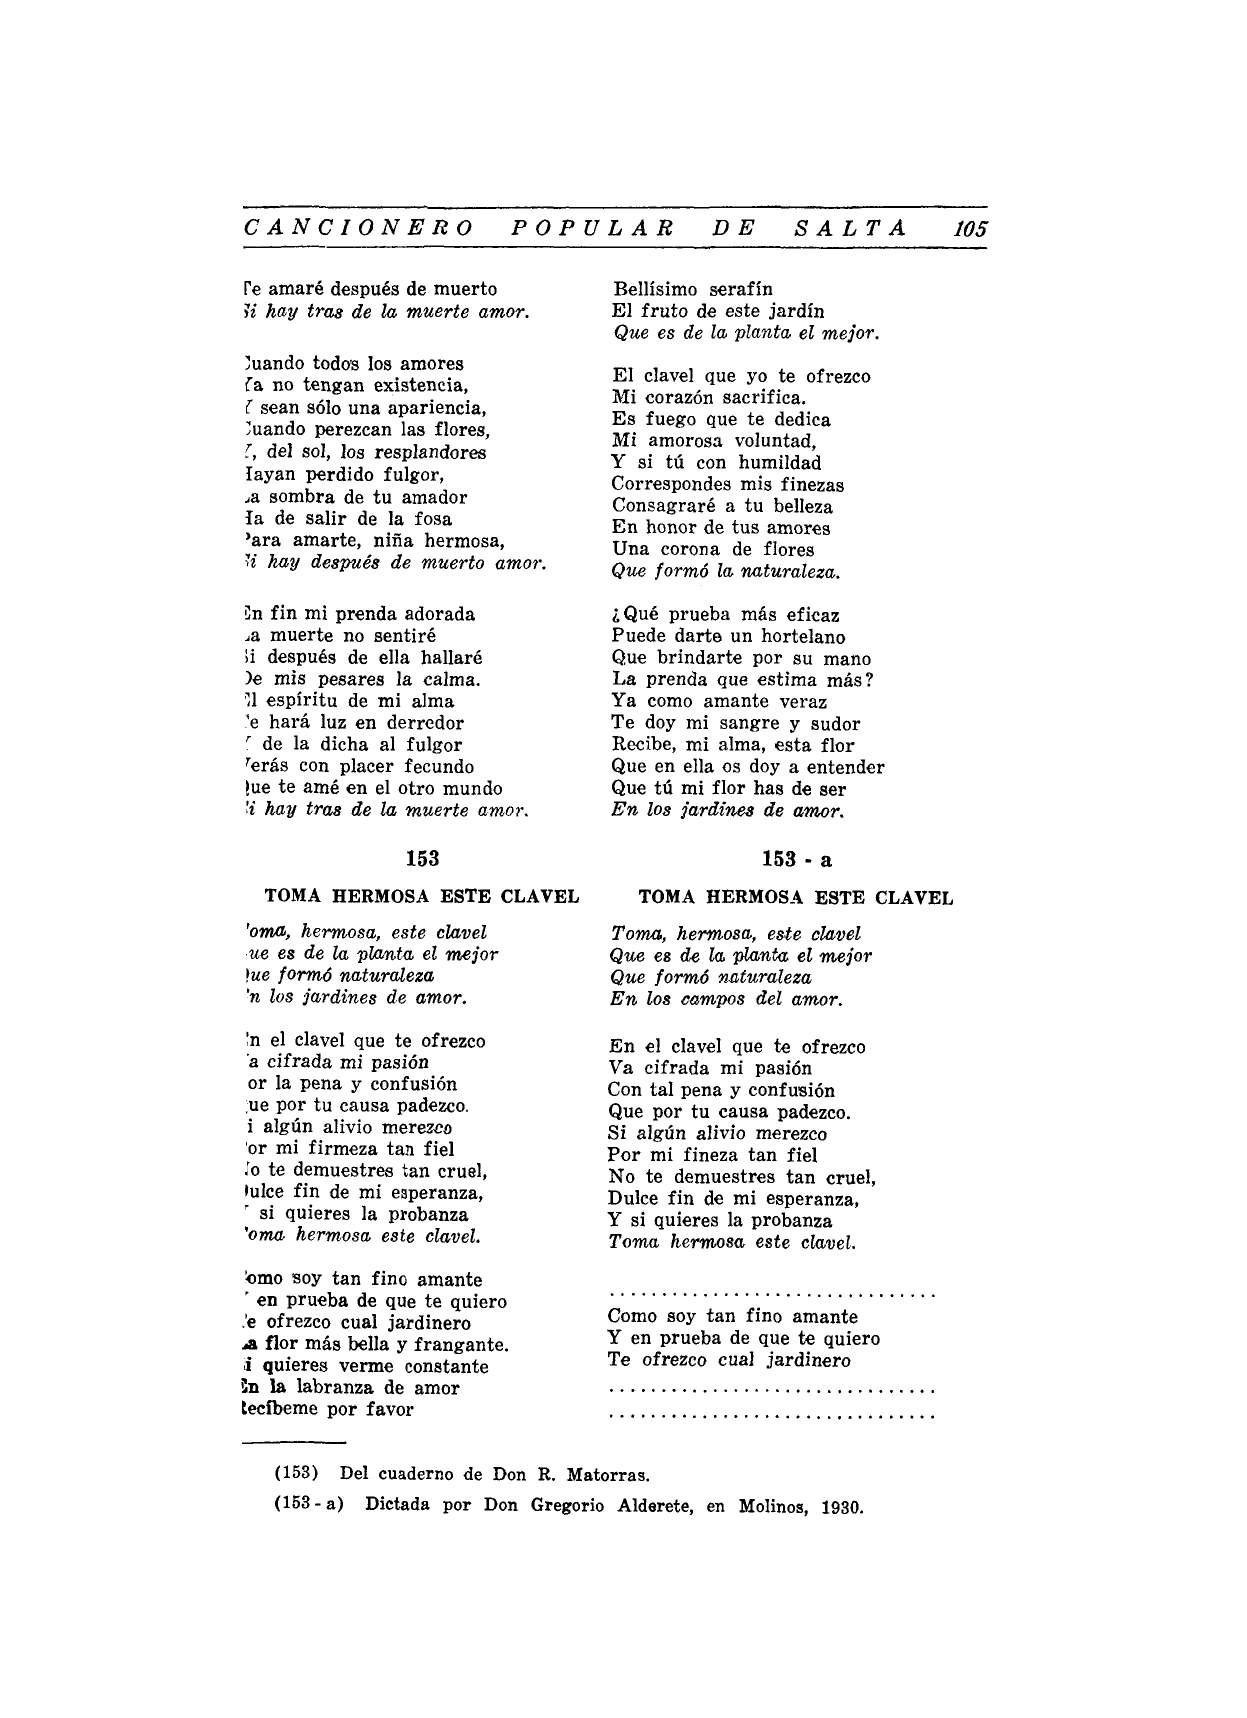 CANCIONERO POPULAR DE SALTA 105
Te amaré después de muerto
Si hay tras de la muerte amor.
Cuando todos los amores
Ya no tengan existencia,
Y sean sólo una apariencia,
Cuando perezcan las flores,
Y, del sol, los resplandores
Hayan perdido fulgor,
La sombra de tu amador
Ha de salir de la fosa
Para amarte, niña hermosa,
Si hay después de muerto amor.
En fin mi prenda adorada
La muerte no sentiré
Si después de ella hallaré
De mis pesares la calma.
El espíritu de mi alma
Te hará luz en derredor
Y de la dicha al fulgor
Verás con placer fecundo
Que te amé en el otro mundo
Si hay tras de la muerte amor.
153
TOMA HERMOSA ESTE CLAVEL
Toma, hermosa, este clavel
Que es de la planta el mejor
Que formó naturaleza
En los jardines de amor.
En el clavel que te ofrezco
Va cifrada mi pasión
Por la pena y confusión
Que por tu causa padezco.
Si algún alivio merezco
Por mi firmeza tan fiel
No te demuestres tan cruel,
Dulce fin de mi esperanza,
Y si quieres la probanza
Toma hermosa este clavel.
Como soy tan fino amante
Y en prueba de que te quiero
Te ofrezco cual jardinero
La flor más bella y frangante.
Si quieres verme constante
En la labranza de amor
Recíbeme por favor
Bellísimo serafín
El fruto de este jardín
Que es de la planta el mejor.
El clavel que yo te ofrezco
Mi corazón sacrifica.
Es fuego que te dedica
Mi amorosa voluntad,
Y si tú con humildad
Correspondes mis finezas
Consagraré a tu belleza
En honor de tus amores
Una corona de flores
Que formó la naturaleza.
¿Qué prueba más eficaz
Puede darte un hortelano
Que brindarte por su mano
La prenda que estima más?
Ya como amante veraz
Te doy mi sangre y sudor
Recibe, mi alma, esta flor
Que en ella os doy a entender
Que tú mi flor has de ser
En los jardines de amor.
153 - a
TOMA HERMOSA ESTE CLAVEL
Toma, hermosa, este clavel
Que es de la planta el mejor
Que formó naturaleza
En los campos del amor.
En el clavel que te ofrezco
Va cifrada mi pasión
Con tal pena y confusión
Que por tu causa padezco.
Si algún alivio merezco
Por mi fineza tan fiel
No te demuestres tan cruel,
Dulce fin de mi esperanza,
Y si quieres la probanza
Toma hermosa este clavel.
................................
Como soy tan fino amante
Y en prueba de que te quiero
Te ofrezco cual jardinero
................................
................................
(153) Del cuaderno de Don R. Matorras.
(153 - a) Dictada por Don Gregorio Alderete, en Molinos, 1930.